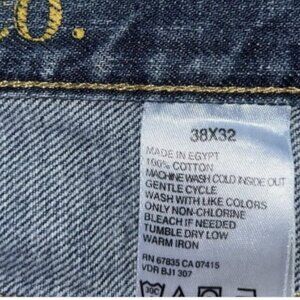 .O.
38X32
MADE IN EGYPT
100% COTTON
MACHINE WASH COLD INSIDE OUT
GENTLE CYCLE
WASH WITH LIKE COLORS
ONLY NON-CHLORINE
BLEACH IF NEEDED
TUMBLE DRY LOW
WARM IRON
RN 67835 CA 07415
VDR BJ1 307
30C